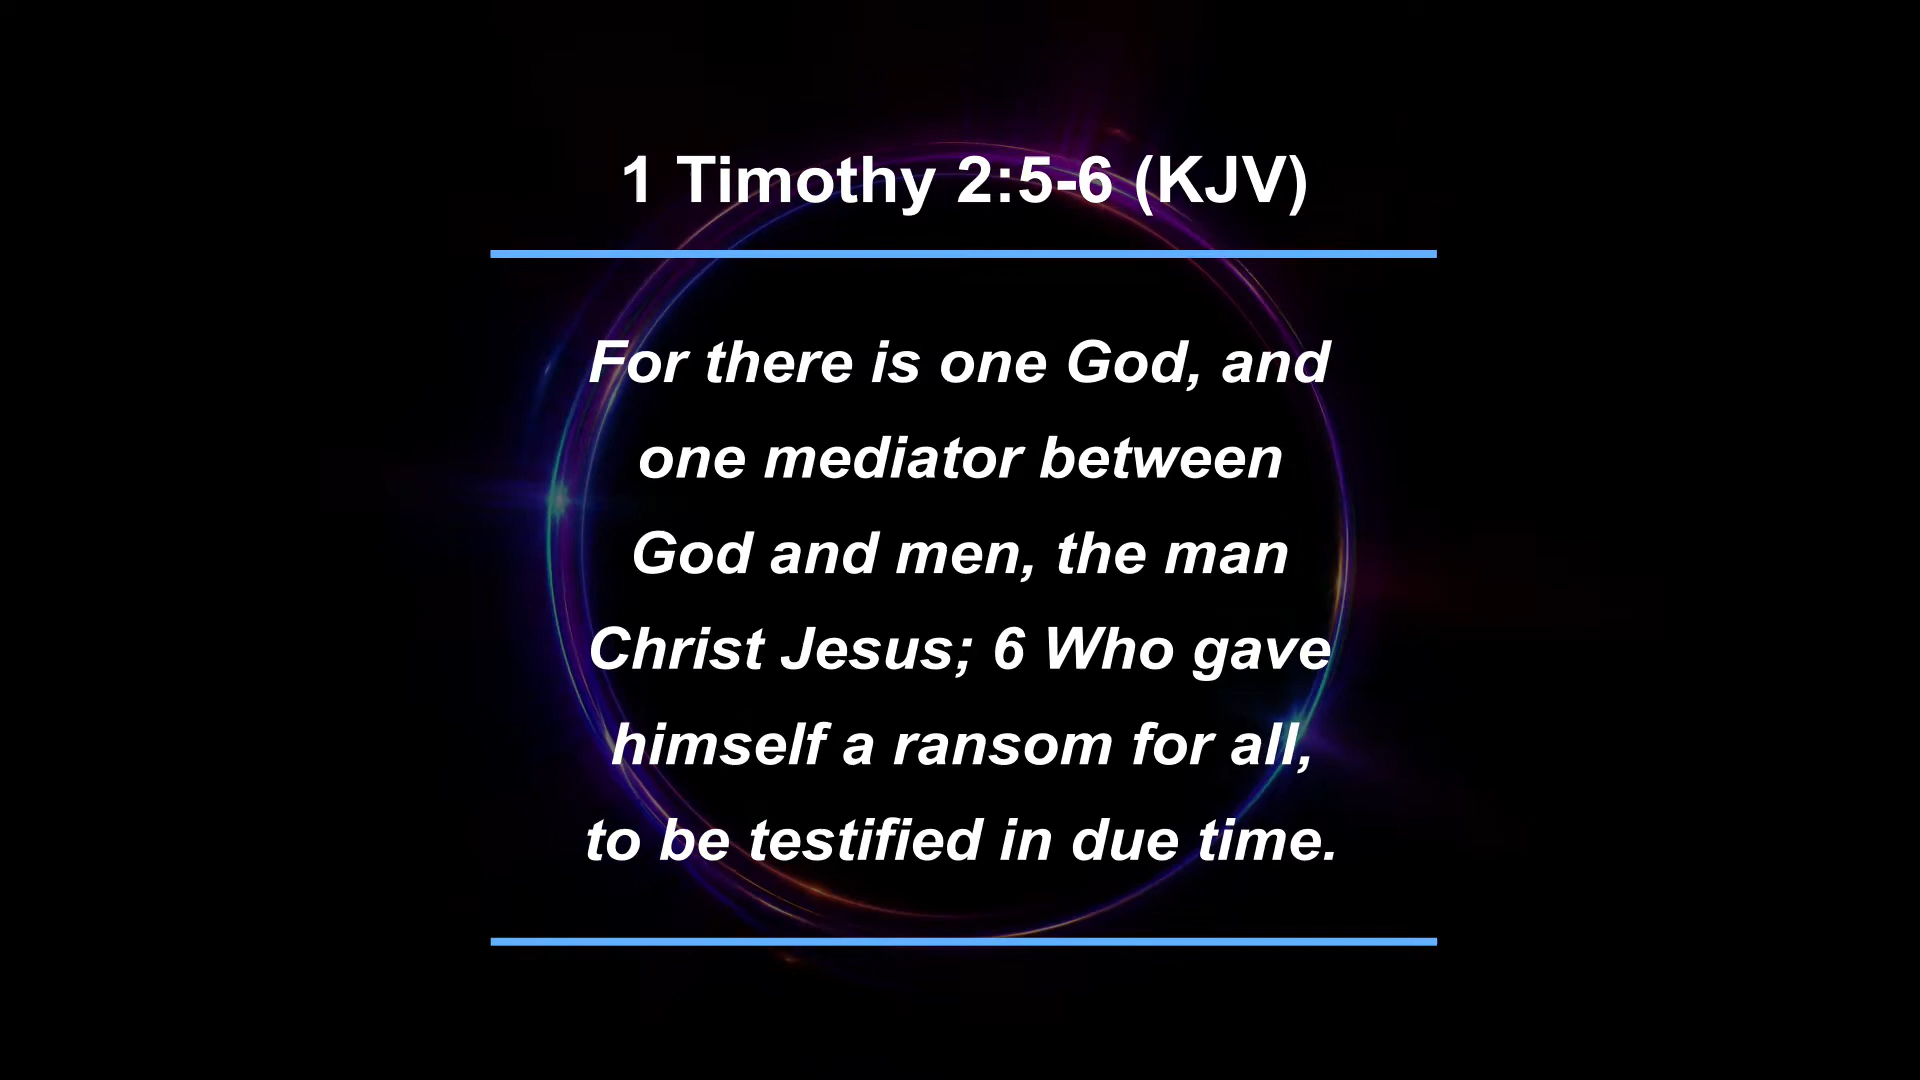 1 Timothy 2:5-6 (KJV)
For there is one God, and
one mediator between
God and men, the man
Christ Jesus; 6 Who gave
himself a ransom for all,
to be testified in due time.